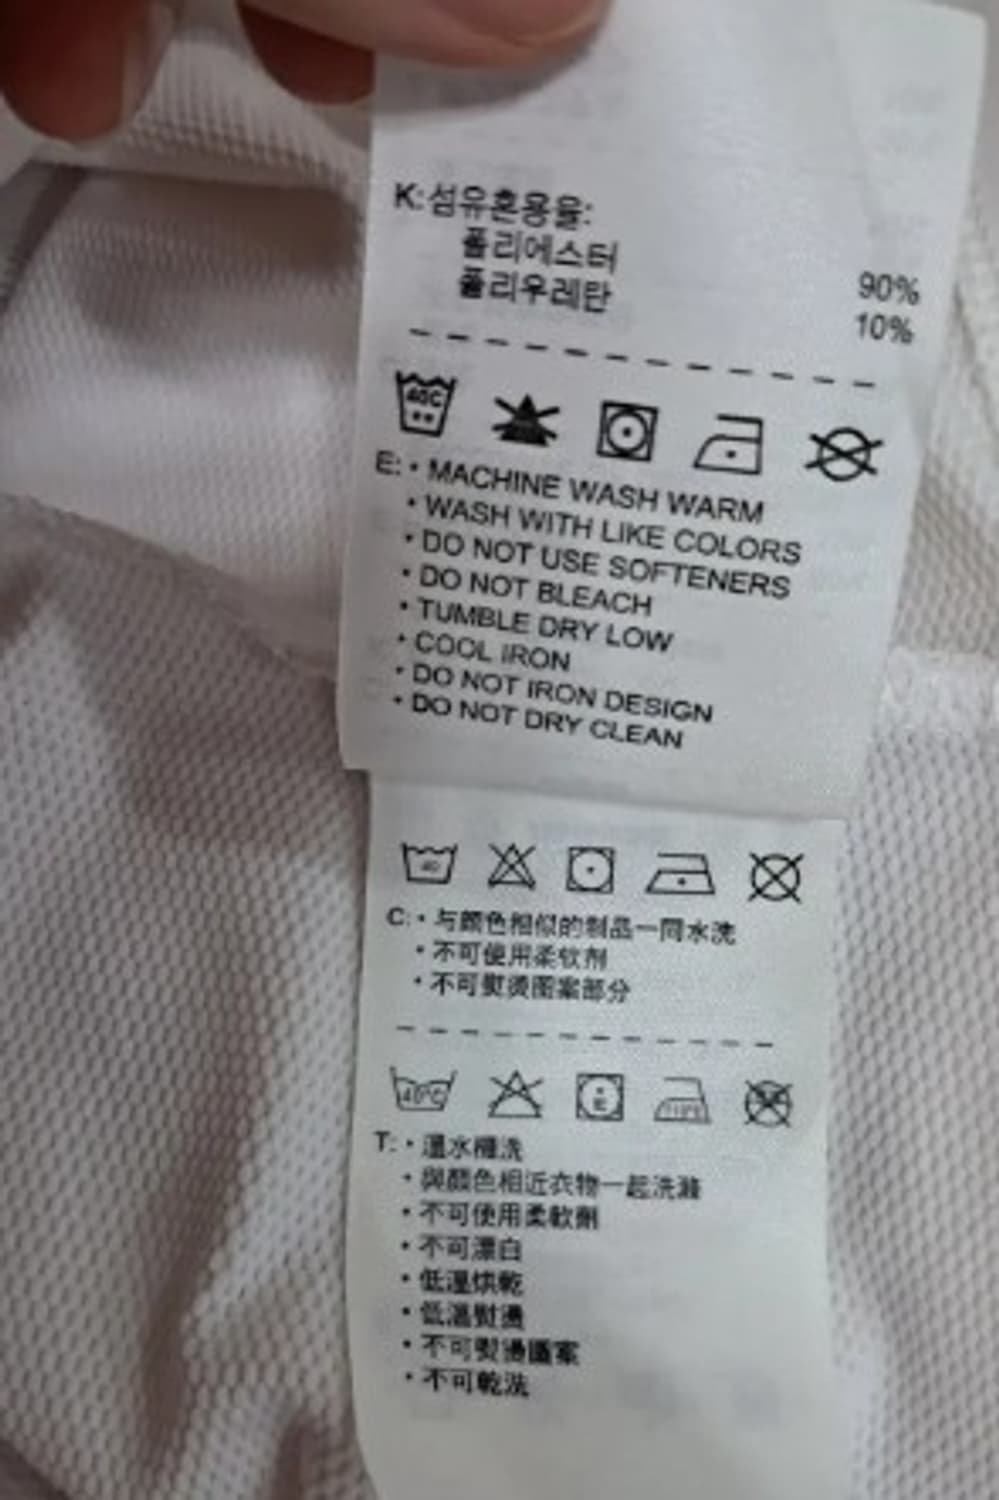 K:섬유혼용율:
폴리에스터 90%
폴리우레탄 10%
40C
E: • MACHINE WASH WARM
• WASH WITH LIKE COLORS
• DO NOT USE SOFTENERS
• DO NOT BLEACH
• TUMBLE DRY LOW
• COOL IRON
• DO NOT IRON DESIGN
• DO NOT DRY CLEAN
40
C: • 与颜色相似的制品一同水洗
• 不可使用柔软剂
• 不可熨烫图案部分
40°C E 110°C
T: • 溫水機洗
• 與顏色相近衣物一起洗滌
• 不可使用柔軟劑
• 不可漂白
• 低溫烘乾
• 低溫熨燙
• 不可熨燙圖案
• 不可乾洗